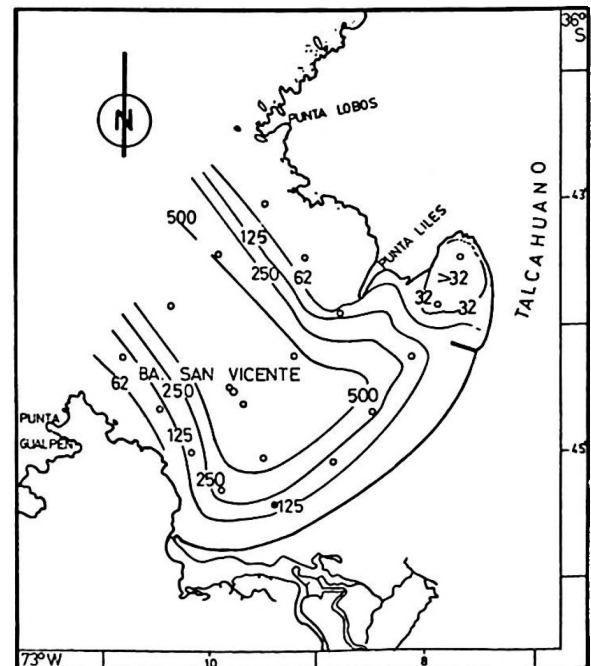 36°
S
N
PUNTA LOBOS
43
TALCAHUANO
PUNTA LILES
500
125
250
62
>32
32
32
BA. SAN VICENTE
62
250
500
PUNTA
GUALPEN
125
45
250
125
73°W
10
8